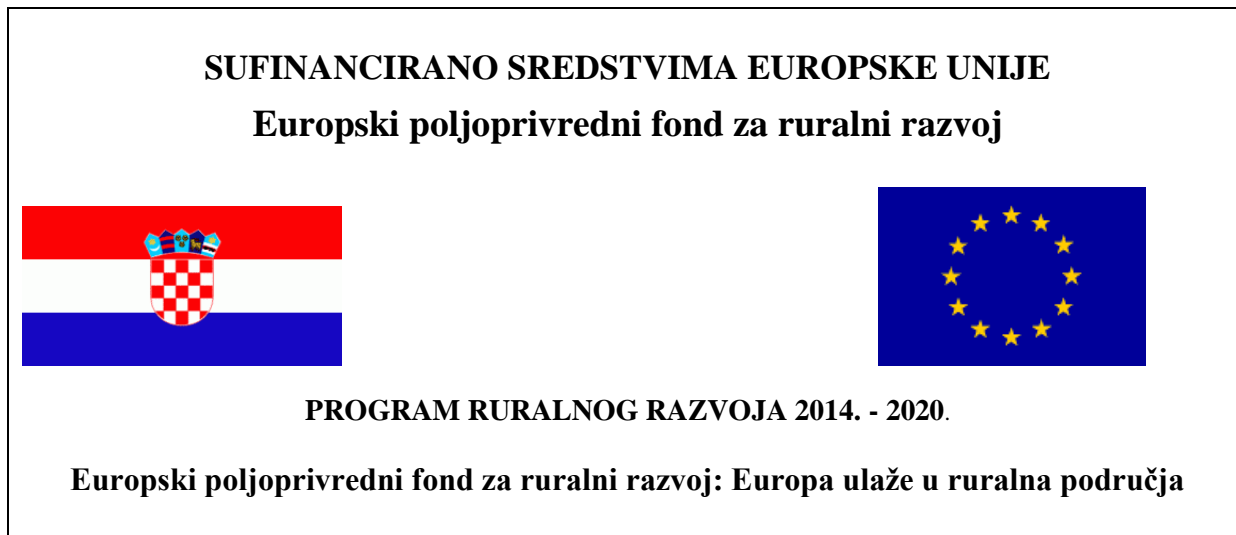 SUFINANCIRANO SREDSTVIMA EUROPSKE UNIJE
Europski poljoprivredni fond za ruralni razvoj
PROGRAM RURALNOG RAZVOJA 2014. - 2020.
Europski poljoprivredni fond za ruralni razvoj: Europa ulaže u ruralna područja